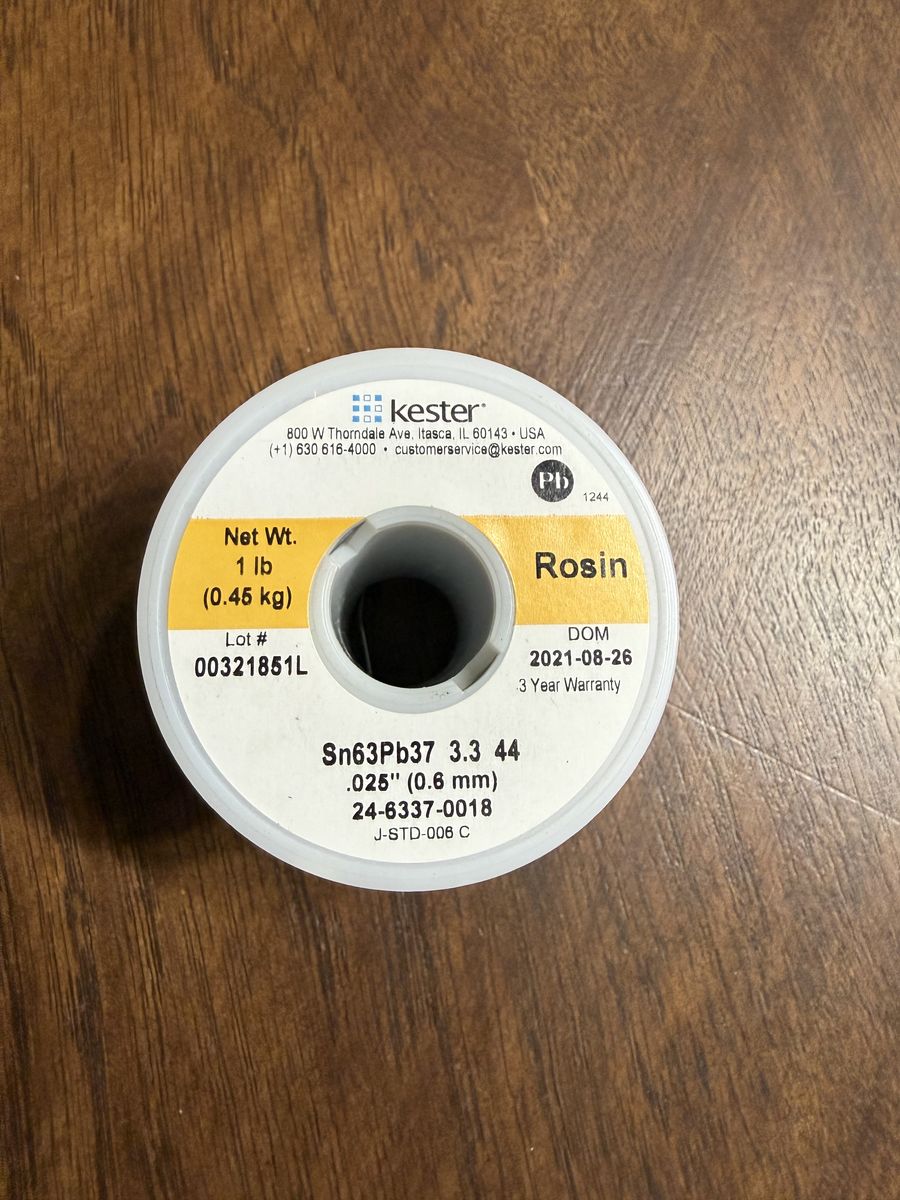 kester®
800 W Thorndale Ave, Itasca, IL 60143 • USA
(+1) 630 616-4000 • customerservice@kester.com
Pb
1244
Net Wt.
1 lb
(0.45 kg)
Rosin
Lot #
00321851L
DOM
2021-08-26
3 Year Warranty
Sn63Pb37 3.3 44
.025" (0.6 mm)
24-6337-0018
J-STD-006 C